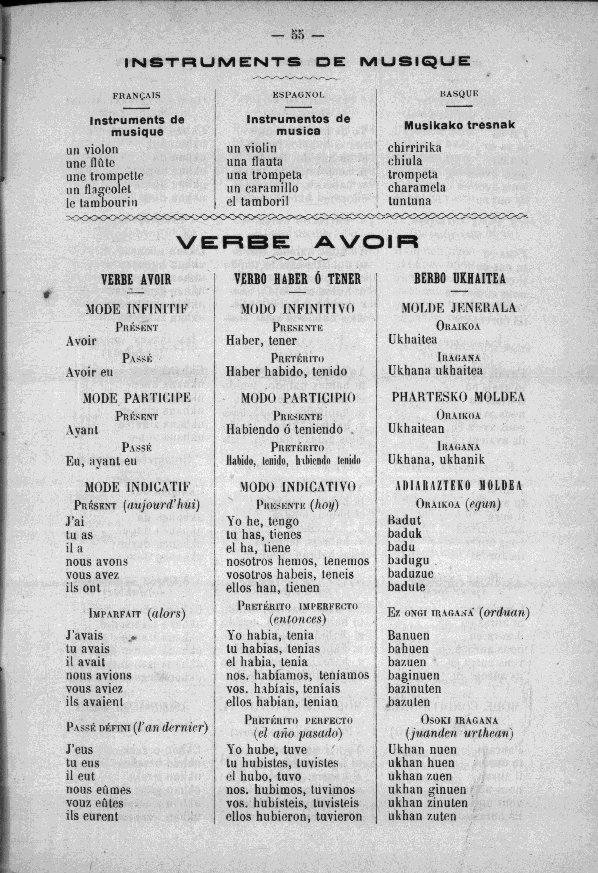 — 55 —
INSTRUMENTS DE MUSIQUE
FRANÇAIS
Instruments de
musique
un violon
une flûte
une trompette
un flageolet
le tambourin
ESPAGNOL
Instrumentos de
musica
un violin
una flauta
una trompeta
un caramillo
el tamboril
BASQUE
Musikako tresnak
chirririka
chiula
trompeta
charamela
tuntuna
VERBE AVOIR
VERBE AVOIR
MODE INFINITIF
PRÉSENT
Avoir
PASSÉ
Avoir eu
MODE PARTICIPE
PRÉSENT
Ayant
PASSÉ
Eu, ayant eu
MODE INDICATIF
PRÉSENT (aujourd'hui)
J'ai
tu as
il a
nous avons
vous avez
ils ont
IMPARFAIT (alors)
J'avais
tu avais
il avait
nous avions
vous aviez
ils avaient
PASSÉ DÉFINI (l'an dernier)
J'eus
tu eus
il eut
nous eûmes
vouz eûtes
ils eurent
VERBO HABER Ó TENER
MODO INFINITIVO
PRESENTE
Haber, tener
PRETÉRITO
Haber habido, tenido
MODO PARTICIPIO
PRESENTE
Habiendo ó teniendo
PRETÉRITO
Habido, tenido, habiendo tenido
MODO INDICATIVO
PRESENTE (hoy)
Yo he, tengo
tu has, tienes
el ha, tiene
nosotros hemos, tenemos
vosotros habeis, teneis
ellos han, tienen
PRETÉRITO IMPERFECTO
(entonces)
Yo habia, tenia
tu habías, tenias
el habia, tenia
nos. habíamos, teníamos
vos. habíais, teníais
ellos habian, tenian
PRETÉRITO PERFECTO
(el año pasado)
Yo hube, tuve
tu hubistes, tuvistes
el hubo, tuvo
nos. hubimos, tuvimos
vos. hubisteis, tuvisteis
ellos hubieron, tuvieron
BERBO UKHAITEA
MOLDE JENERALA
ORAIKOA
Ukhaitea
IRAGANA
Ukhana ukhaitea
PHARTESKO MOLDEA
ORAIKOA
Ukhaitean
IRAGANA
Ukhana, ukhanik
ADIARAZTEKO MOLDEA
ORAIKOA (egun)
Badut
baduk
badu
badugu
baduzue
badute
EZ ONGI IRAGANA (orduan)
Banuen
bahuen
bazuen
baginuen
bazinuten
bazuten
OSOKI IRAGANA
(juanden urthean)
Ukhan nuen
ukhan huen
ukhan zuen
ukhan ginuen
ukhan zinuten
ukhan zuten